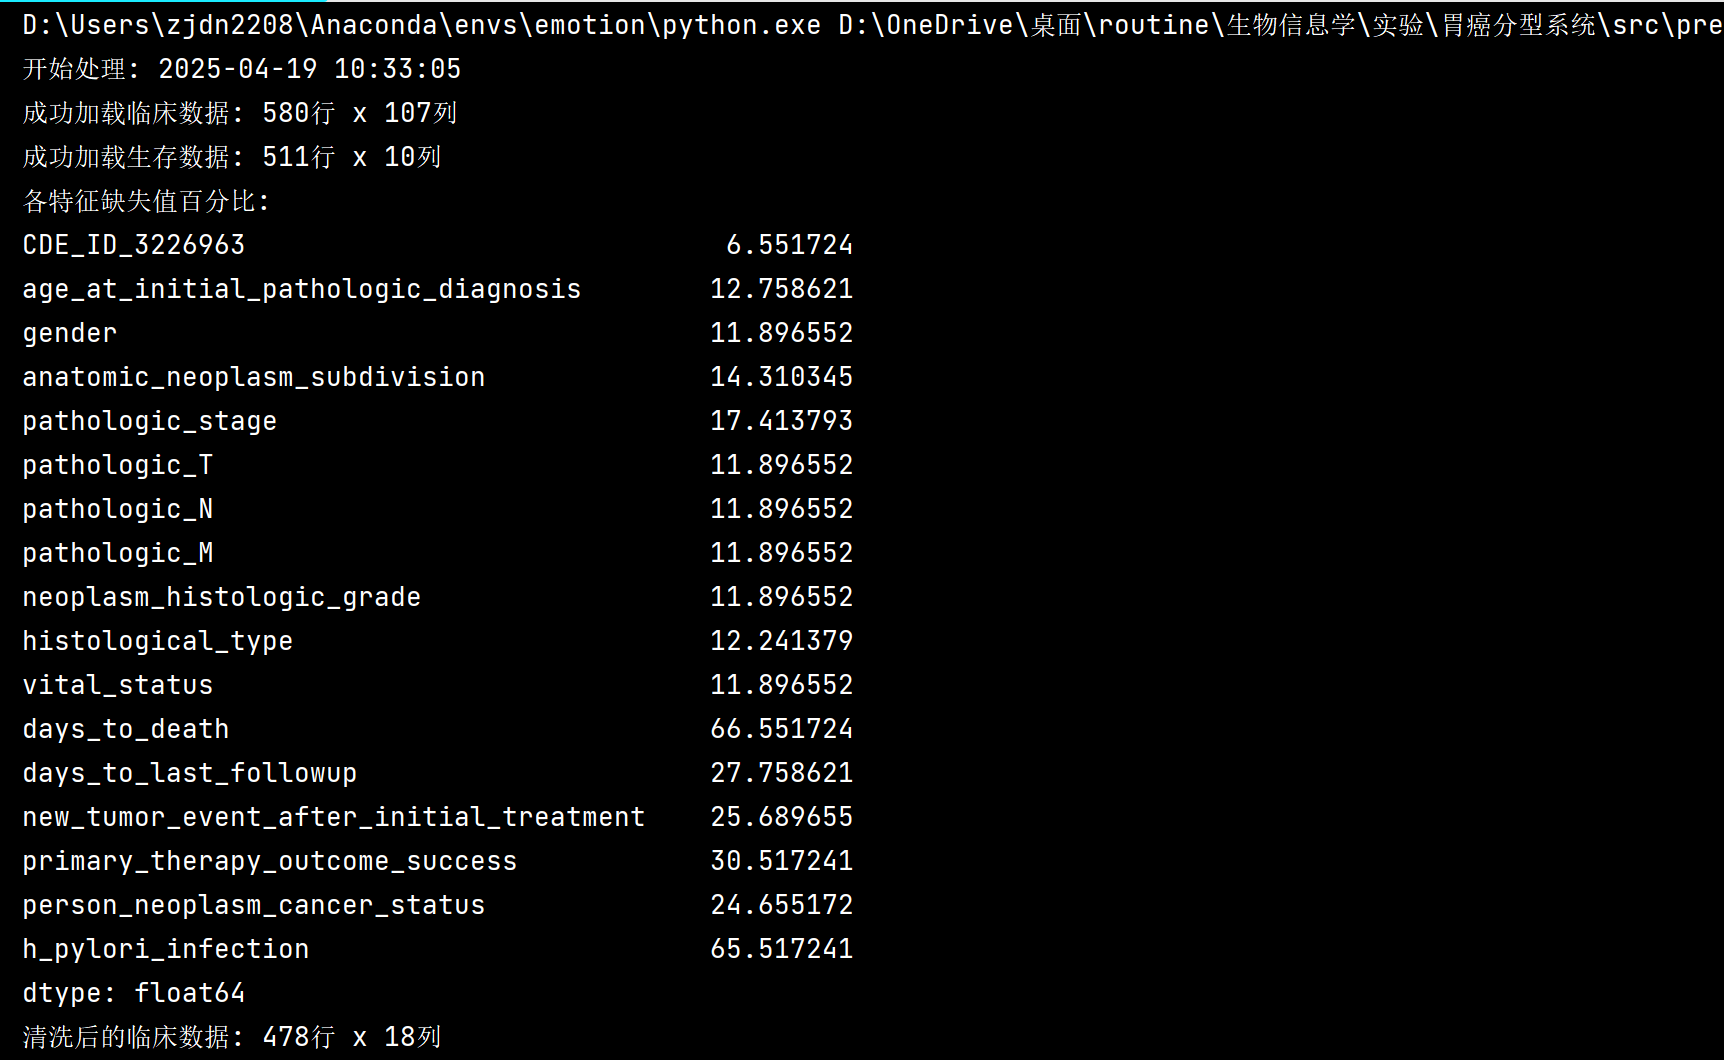 D:\Users\zjdn2208\Anaconda\envs\emotion\python.exe D:\OneDrive\桌面\routine\生物信息学\实验\胃癌分型系统\src\pre
开始处理: 2025-04-19 10:33:05
成功加载临床数据: 580行 x 107列
成功加载生存数据: 511行 x 10列
各特征缺失值百分比:
CDE_ID_3226963 6.551724
age_at_initial_pathologic_diagnosis 12.758621
gender 11.896552
anatomic_neoplasm_subdivision 14.310345
pathologic_stage 17.413793
pathologic_T 11.896552
pathologic_N 11.896552
pathologic_M 11.896552
neoplasm_histologic_grade 11.896552
histological_type 12.241379
vital_status 11.896552
days_to_death 66.551724
days_to_last_followup 27.758621
new_tumor_event_after_initial_treatment 25.689655
primary_therapy_outcome_success 30.517241
person_neoplasm_cancer_status 24.655172
h_pylori_infection 65.517241
dtype: float64
清洗后的临床数据: 478行 x 18列